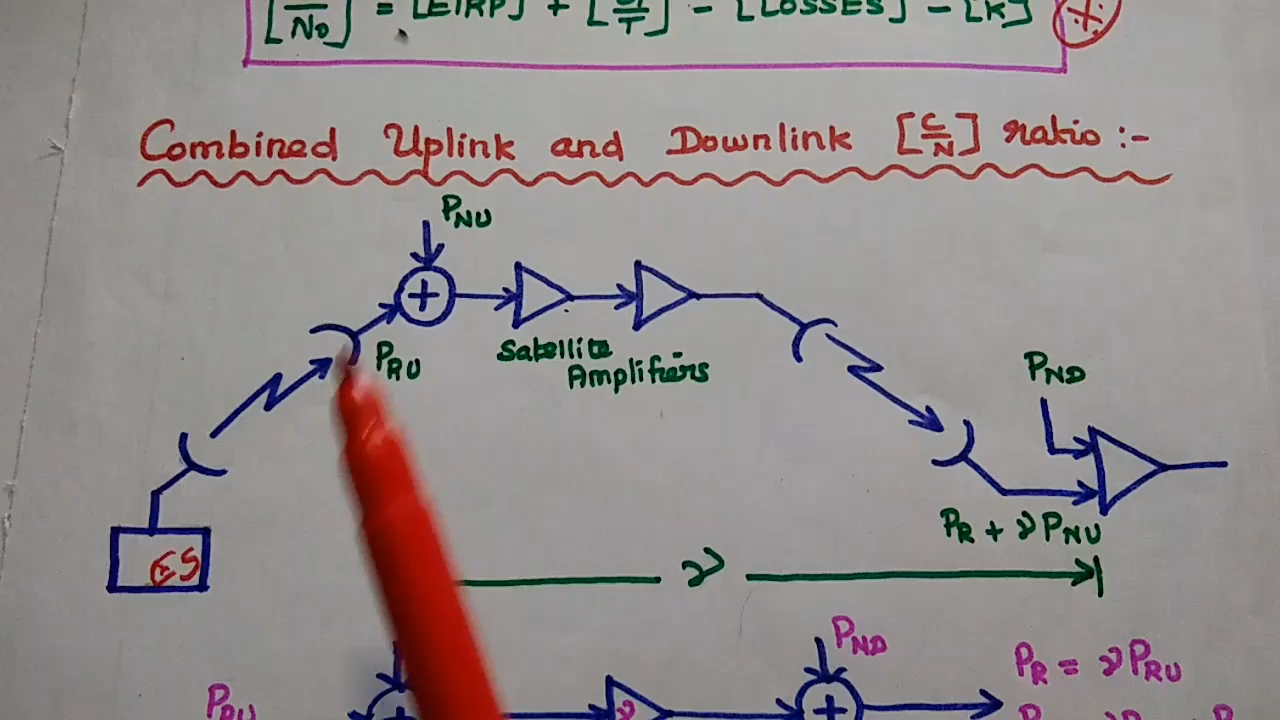 [C/N0] = [EIRP] + [G/T] - [LOSSES] - [K]
Combined Uplink and Downlink [C/N] ratio :-
PNU
PRU
Satellite
Amplifiers
PND
ES
PR + γPNU
γ
PND
PR = γPRU
PRU
γ